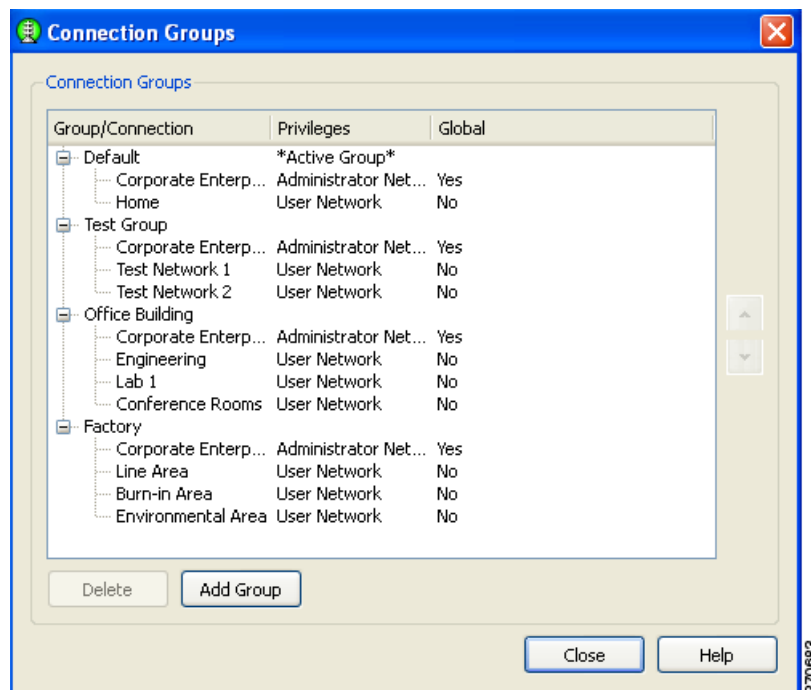 Connection Groups
Connection Groups
Group/Connection Privileges Global
Default *Active Group*
Corporate Enterp... Administrator Net... Yes
Home User Network No
Test Group
Corporate Enterp... Administrator Net... Yes
Test Network 1 User Network No
Test Network 2 User Network No
Office Building
Corporate Enterp... Administrator Net... Yes
Engineering User Network No
Lab 1 User Network No
Conference Rooms User Network No
Factory
Corporate Enterp... Administrator Net... Yes
Line Area User Network No
Burn-in Area User Network No
Environmental Area User Network No
Delete Add Group
Close Help